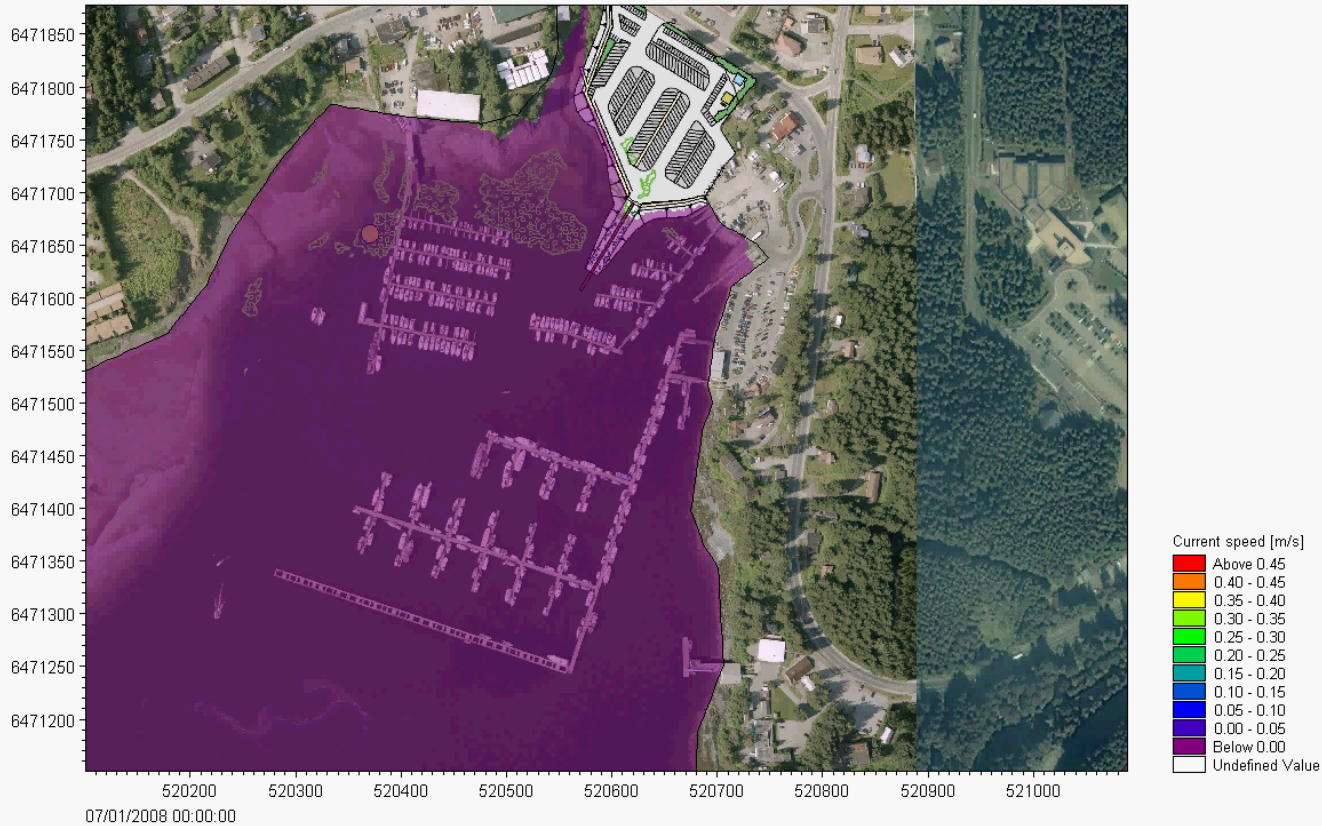 6471850
6471800
6471750
6471700
6471650
6471600
6471550
6471500
6471450
6471400
6471350
6471300
6471250
6471200
520200 520300 520400 520500 520600 520700 520800 520900 521000
07/01/2008 00:00:00
Current speed [m/s]
Above 0.45
0.40 - 0.45
0.35 - 0.40
0.30 - 0.35
0.25 - 0.30
0.20 - 0.25
0.15 - 0.20
0.10 - 0.15
0.05 - 0.10
0.00 - 0.05
Below 0.00
Undefined Value